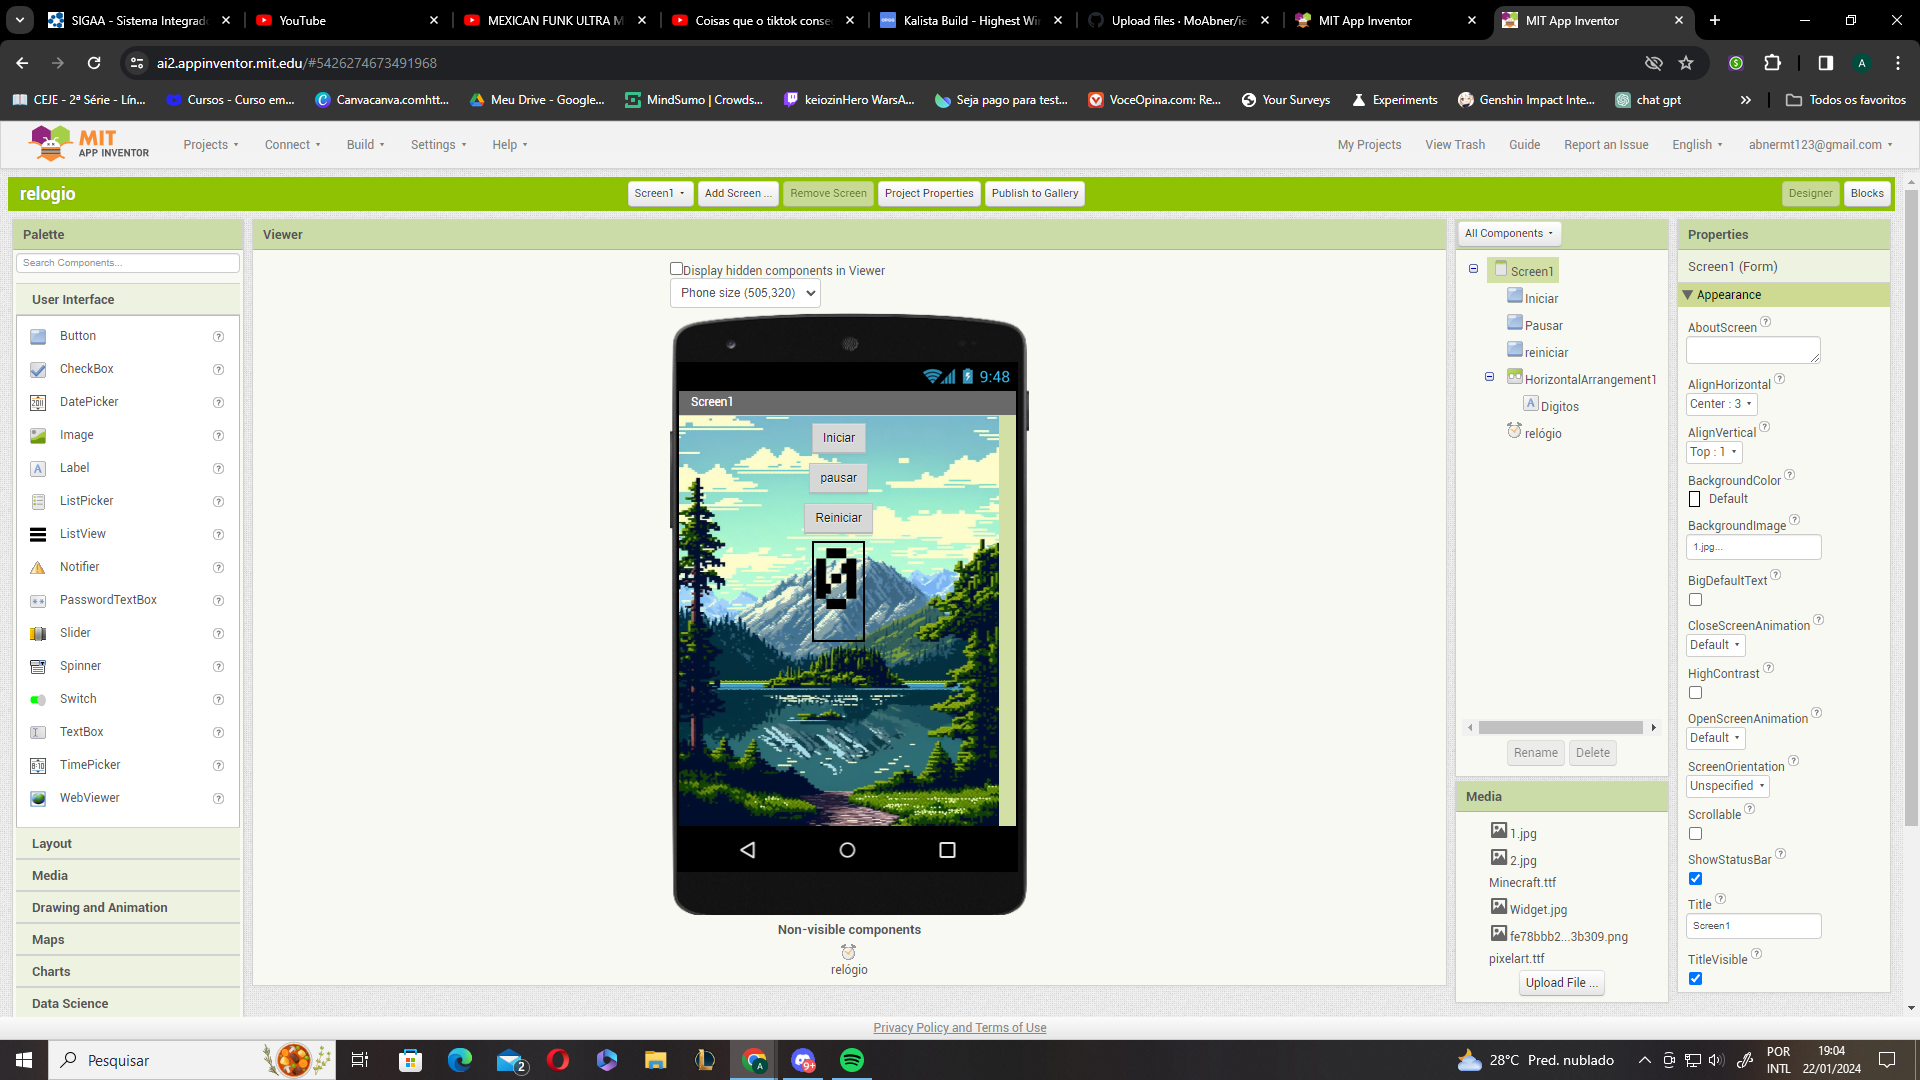 SIGAA - Sistema Integrad
YouTube
MEXICAN FUNK ULTRA M
Coisas que o tiktok conse
Kalista Build - Highest Wi
Upload files · MoAbner/ie
MIT App Inventor
MIT App Inventor
ai2.appinventor.mit.edu/#5426274673491968
A
CEJE - 2ª Série - Lín...
Cursos - Curso em...
Canvacanva.comhtt...
Meu Drive - Google...
MindSumo | Crowds...
keiozinHero WarsA...
Seja pago para test...
VoceOpina.com: Re...
Your Surveys
Experiments
Genshin Impact Inte...
chat gpt
Todos os favoritos
MIT
APP INVENTOR
Projects
Connect
Build
Settings
Help
My Projects
View Trash
Guide
Report an Issue
English
abnermt123@gmail.com
relogio
Screen1
Add Screen ...
Remove Screen
Project Properties
Publish to Gallery
Designer
Blocks
Palette
Search Components...
User Interface
Button
CheckBox
DatePicker
Image
Label
ListPicker
ListView
Notifier
PasswordTextBox
Slider
Spinner
Switch
TextBox
TimePicker
WebViewer
Layout
Media
Drawing and Animation
Maps
Charts
Data Science
Viewer
Display hidden components in Viewer
Phone size (505,320)
9:48
Screen1
Iniciar
pausar
Reiniciar
0
Non-visible components
relógio
All Components
Screen1
Iniciar
Pausar
reiniciar
HorizontalArrangement1
Digitos
relógio
Rename
Delete
Media
1.jpg
2.jpg
Minecraft.ttf
Widget.jpg
fe78bbb2...3b309.png
pixelart.ttf
Upload File ...
Properties
Screen1 (Form)
Appearance
AboutScreen
AlignHorizontal
Center : 3
AlignVertical
Top : 1
BackgroundColor
Default
BackgroundImage
1.jpg...
BigDefaultText
CloseScreenAnimation
Default
HighContrast
OpenScreenAnimation
Default
ScreenOrientation
Unspecified
Scrollable
ShowStatusBar
Title
Screen1
TitleVisible
Privacy Policy and Terms of Use
Pesquisar
2
A
9+
28°C Pred. nublado
POR
INTL
19:04
22/01/2024